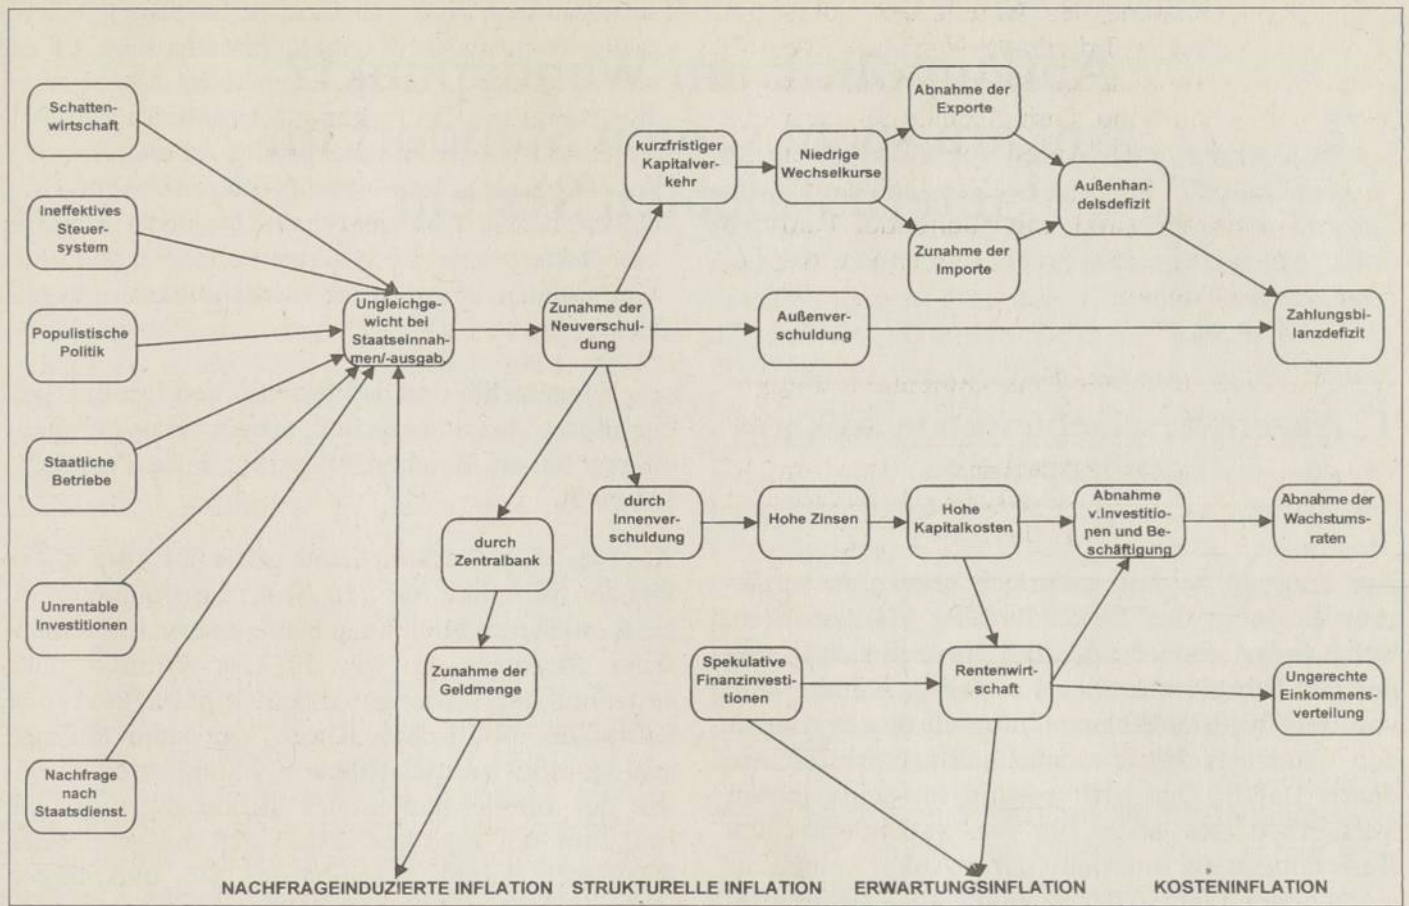 Schatten-
wirtschaft
Ineffektives
Steuer-
system
Populistische
Politik
Staatliche
Betriebe
Unrentable
Investitionen
Nachfrage
nach
Staatsdienst.
Ungleichge-
wicht bei
Staatseinnah-
men/-ausgab.
Zunahme der
Neuverschul-
dung
kurzfristiger
Kapitalver-
kehr
Niedrige
Wechselkurse
Abnahme der
Exporte
Zunahme der
Importe
Außenhan-
delsdefizit
Außenver-
schuldung
Zahlungsbi-
lanzdefizit
durch
Zentralbank
Zunahme der
Geldmenge
durch
Innenver-
schuldung
Hohe Zinsen
Hohe
Kapitalkosten
Abnahme
v.Investitio-
nen und Be-
schäftigung
Abnahme der
Wachstums-
raten
Spekulative
Finanzinvesti-
tionen
Rentenwirt-
schaft
Ungerechte
Einkommens-
verteilung
NACHFRAGEINDUZIERTE INFLATION STRUKTURELLE INFLATION ERWARTUNGSINFLATION KOSTENINFLATION